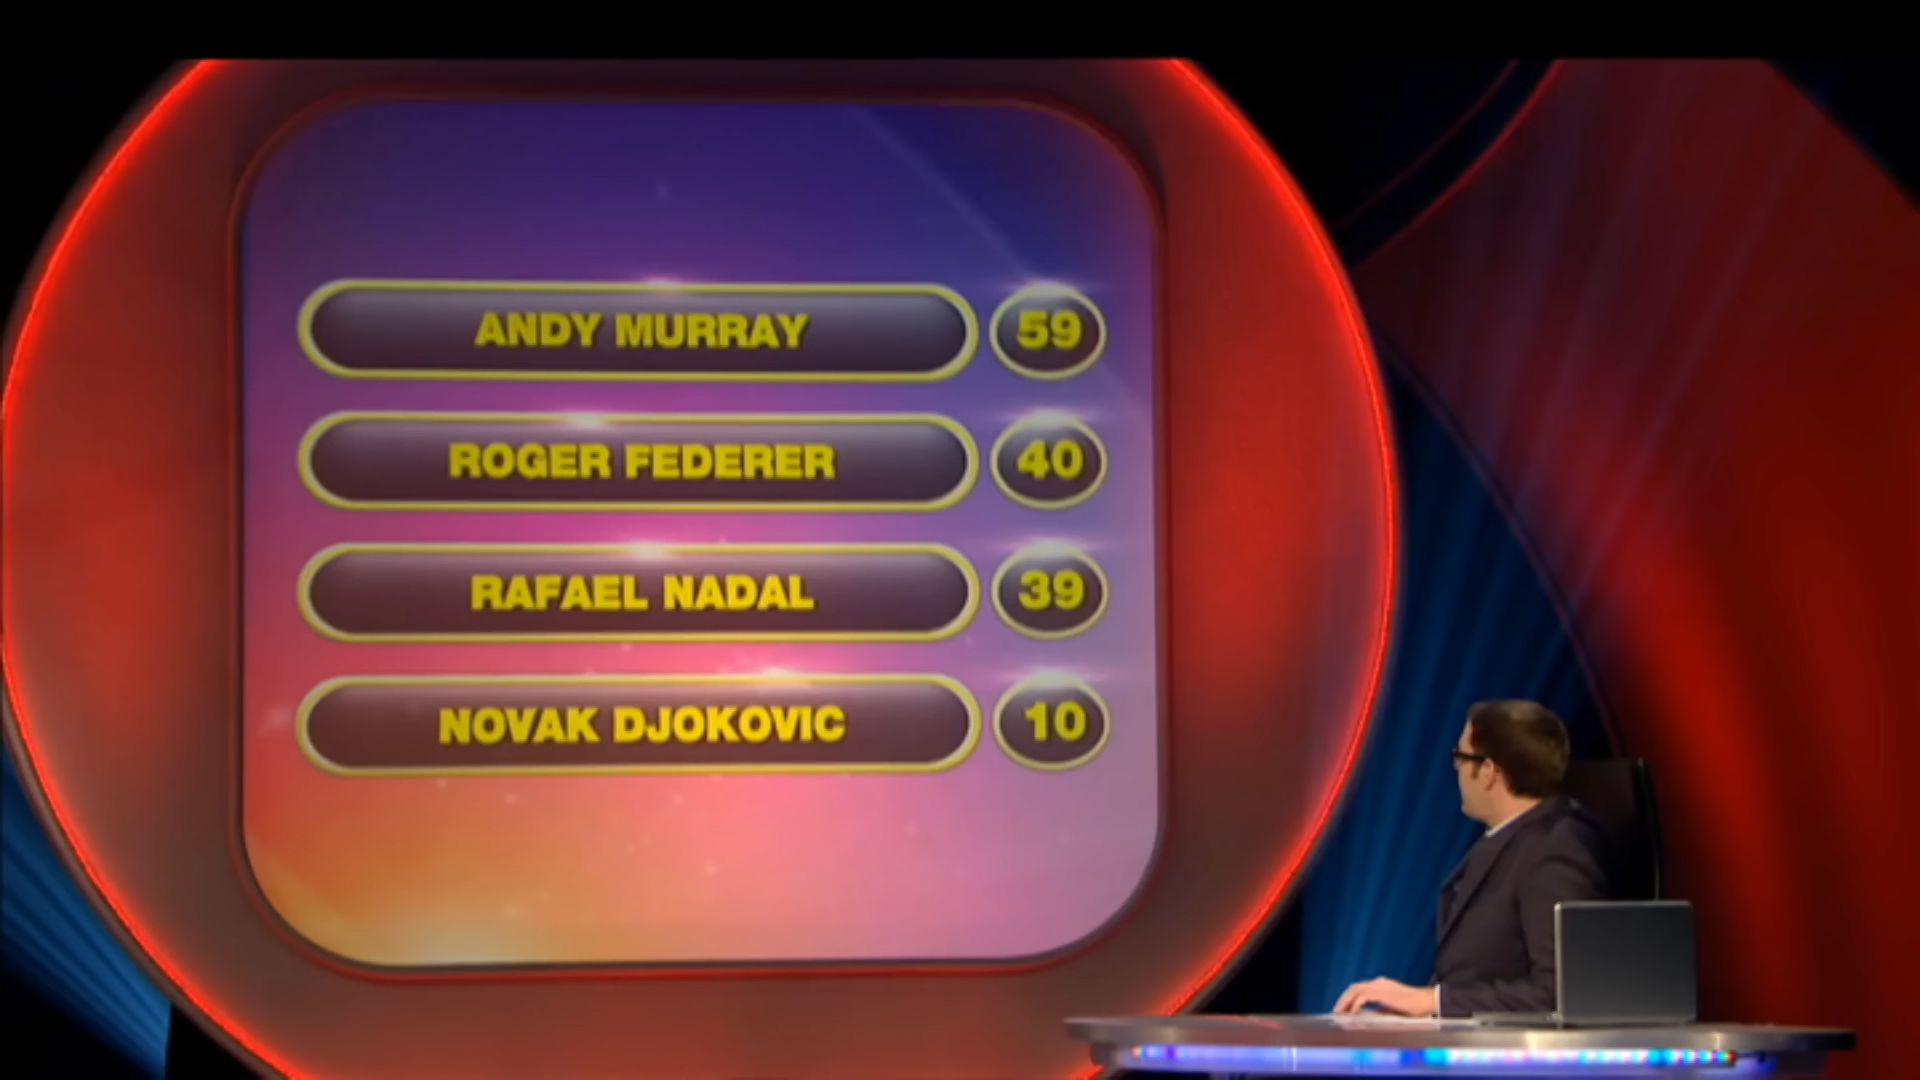 ANDY MURRAY 59
ROGER FEDERER 40
RAFAEL NADAL 39
NOVAK DJOKOVIC 10